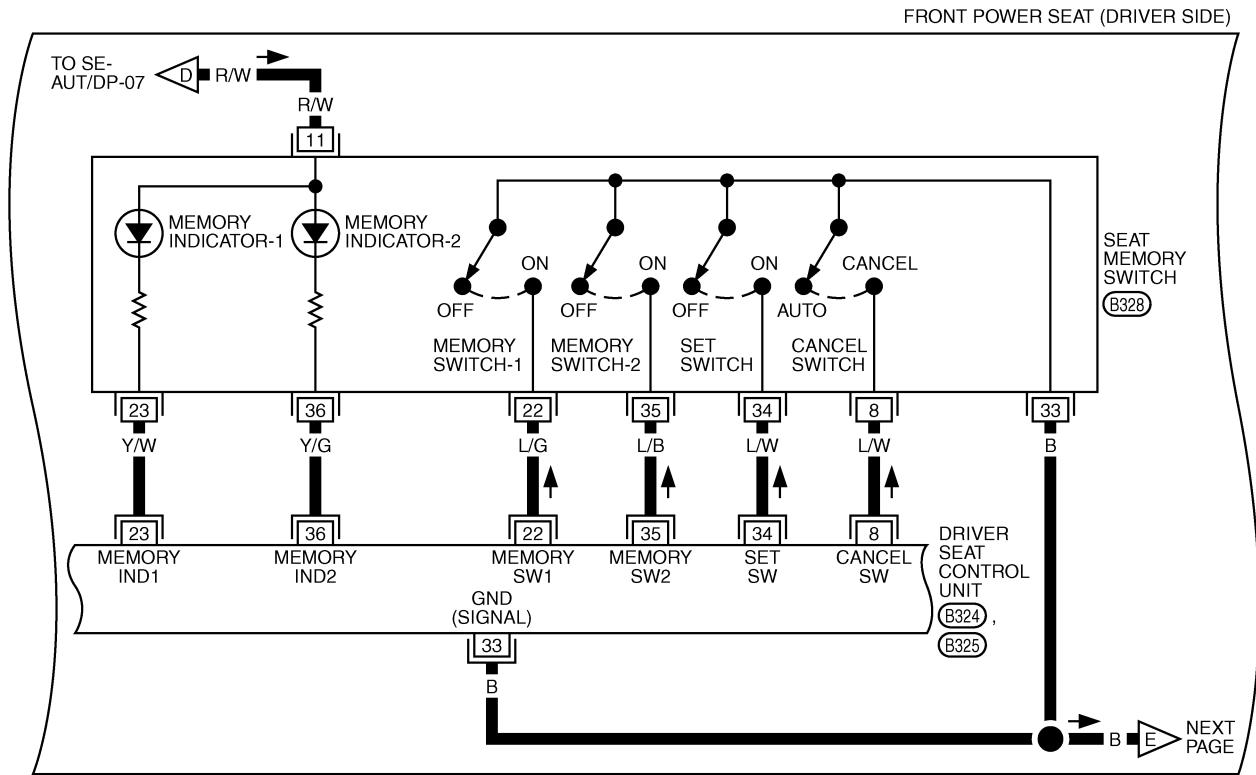 FRONT POWER SEAT (DRIVER SIDE)
TO SE-
AUT/DP-07
D
R/W
R/W
11
MEMORY
INDICATOR-1
MEMORY
INDICATOR-2
ON
OFF
MEMORY
SWITCH-1
ON
OFF
MEMORY
SWITCH-2
ON
OFF
SET
SWITCH
CANCEL
AUTO
CANCEL
SWITCH
SEAT
MEMORY
SWITCH
B328
23
36
22
35
34
8
33
Y/W
Y/G
L/G
L/B
L/W
L/W
B
23
36
22
35
34
8
MEMORY
IND1
MEMORY
IND2
MEMORY
SW1
MEMORY
SW2
SET
SW
CANCEL
SW
GND
(SIGNAL)
DRIVER
SEAT
CONTROL
UNIT
B324 ,
B325
33
B
B
E
NEXT
PAGE